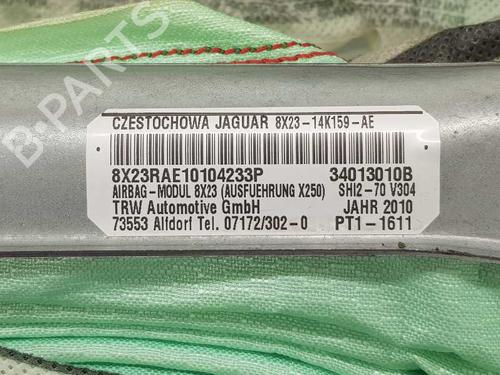 CZESTOCHOWA JAGUAR 8X23-14K159-AE
8X23RAE10104233P 34013010B
AIRBAG-MODUL 8X23 (AUSFUEHRUNG X250) SHI2-70 V304
TRW Automotive GmbH JAHR 2010
73553 Alfdorf Tel. 07172/302-0 PT1-1611
B-PARTS